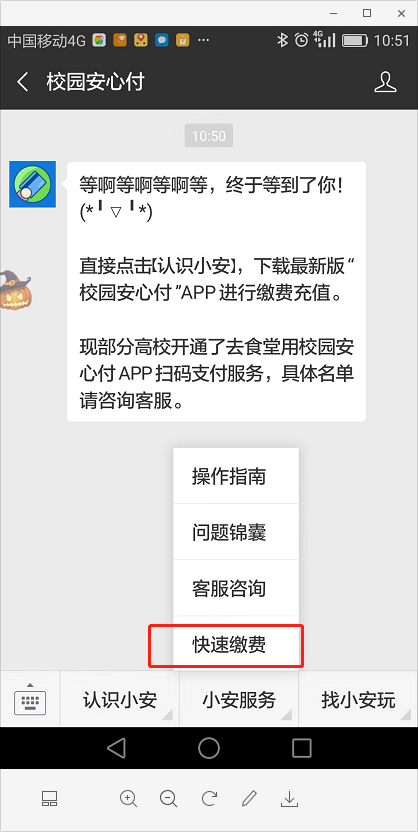 中国移动4G
4G
10:51
校园安心付
10:50
等啊等啊等啊等，终于等到了你！
(*╹▽╹*)
直接点击【认识小安】，下载最新版“
校园安心付”APP进行缴费充值。
现部分高校开通了去食堂用校园安
心付APP扫码支付服务，具体名单
请咨询客服。
操作指南
问题锦囊
客服咨询
快速缴费
认识小安
小安服务
找小安玩